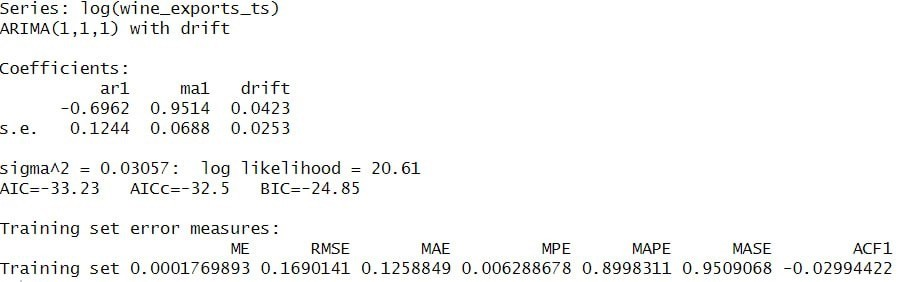 Series: log(wine_exports_ts)
ARIMA(1,1,1) with drift
Coefficients:
ar1 ma1 drift
-0.6962 0.9514 0.0423
s.e. 0.1244 0.0688 0.0253
sigma^2 = 0.03057: log likelihood = 20.61
AIC=-33.23 AICc=-32.5 BIC=-24.85
Training set error measures:
ME RMSE MAE MPE MAPE MASE ACF1
Training set 0.0001769893 0.1690141 0.1258849 0.006288678 0.8998311 0.9509068 -0.02994422